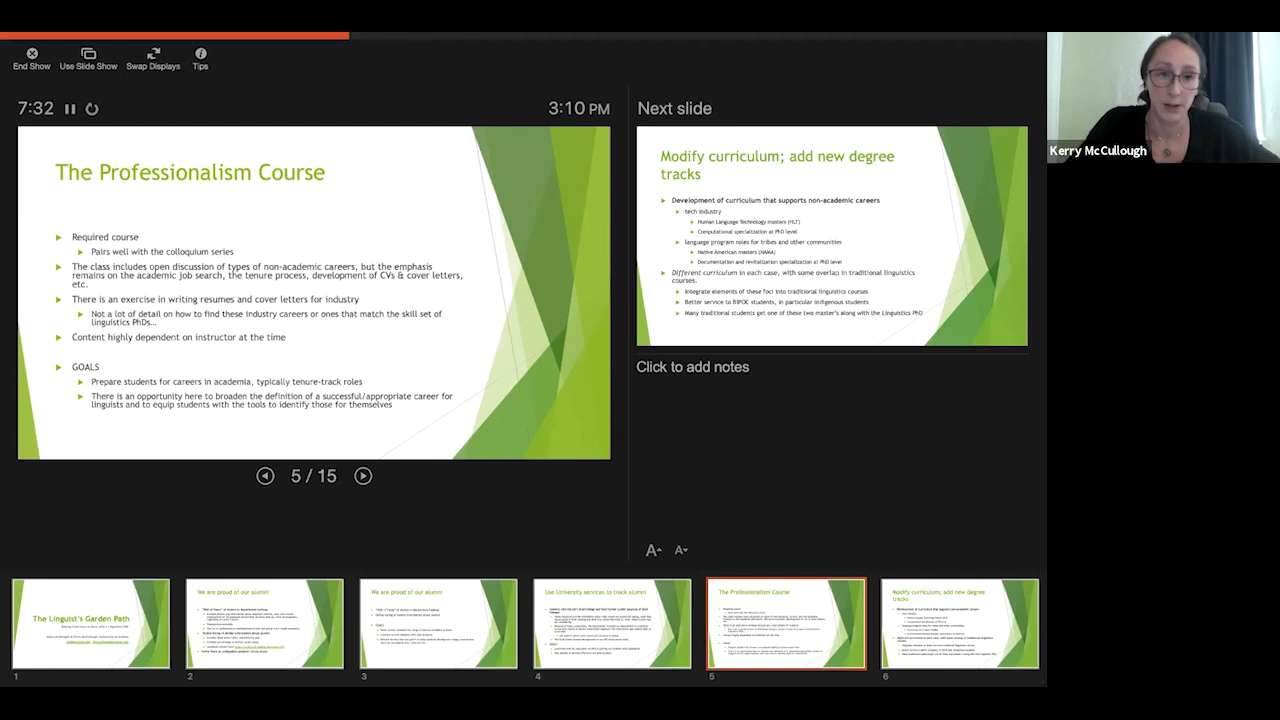 End Show
Use Slide Show
Swap Displays
Tips
7:32
3:10 PM
The Professionalism Course
Required course
Pairs well with the colloquium series
The class includes open discussion of types of non-academic careers, but the emphasis
remains on the academic job search, the tenure process, development of CVs & cover letters,
etc.
There is an exercise in writing resumes and cover letters for industry
Not a lot of detail on how to find these industry careers or ones that match the skill set of
linguistics PhDs…
Content highly dependent on instructor at the time
GOALS
Prepare students for careers in academia, typically tenure-track roles
There is an opportunity here to broaden the definition of a successful/appropriate career for
linguists and to equip students with the tools to identify those for themselves
5 / 15
Next slide
Modify curriculum; add new degree
tracks
Development of curriculum that supports non-academic careers
tech industry
Human Language Technology masters (HLT)
Computational specialization at PhD level
language program roles for tribes and other communities
Native American masters (NAMA)
Documentation and revitalization specialization at PhD level
Different curriculum in each case, with some overlap in traditional linguistics
courses.
Integrate elements of these foci into traditional linguistics courses
Better service to BIPOC students, in particular Indigenous students
Many traditional students get one of these two master's along with the Linguistics PhD
Click to add notes
Kerry McCullough
The Linguist's Garden Path
1
We are proud of our alumni
2
We are proud of our alumni
3
Use University services to track alumni
4
The Professionalism Course
5
Modify curriculum; add new degree
tracks
6